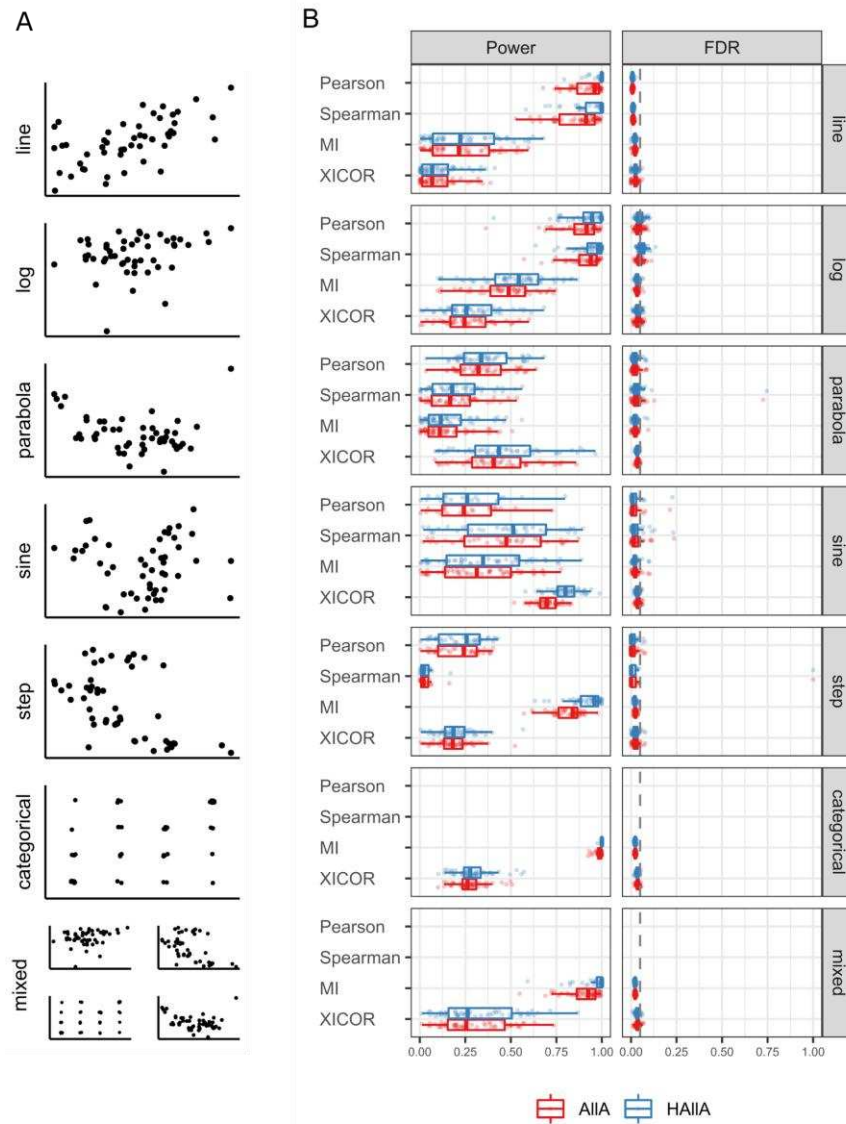 A
B
Power FDR
line
Pearson
Spearman
MI
XICOR
line
log
Pearson
Spearman
MI
XICOR
log
parabola
Pearson
Spearman
MI
XICOR
parabola
sine
Pearson
Spearman
MI
XICOR
sine
step
Pearson
Spearman
MI
XICOR
step
categorical
Pearson
Spearman
MI
XICOR
categorical
mixed
Pearson
Spearman
MI
XICOR
mixed
0.00 0.25 0.50 0.75 1.00 0.00 0.25 0.50 0.75 1.00
AllA HAllA